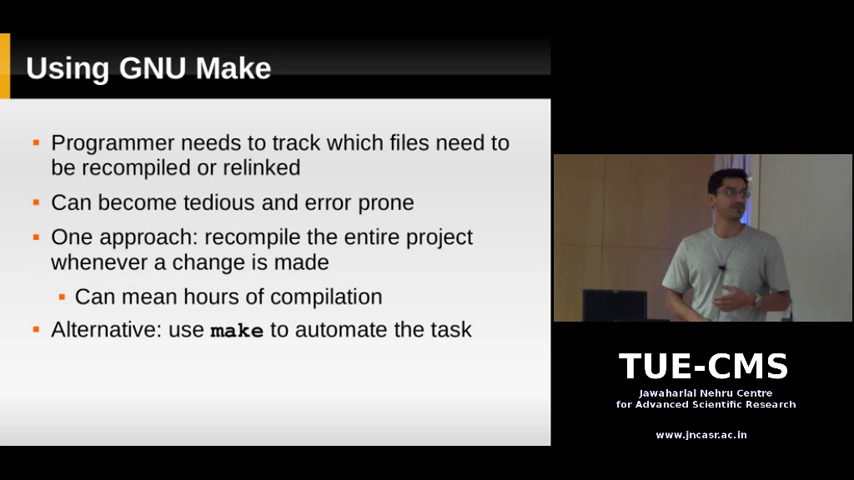 Using GNU Make
Programmer needs to track which files need to
be recompiled or relinked
Can become tedious and error prone
One approach: recompile the entire project
whenever a change is made
Can mean hours of compilation
Alternative: use make to automate the task
TUE-CMS
Jawaharlal Nehru Centre
for Advanced Scientific Research
www.jncasr.ac.in